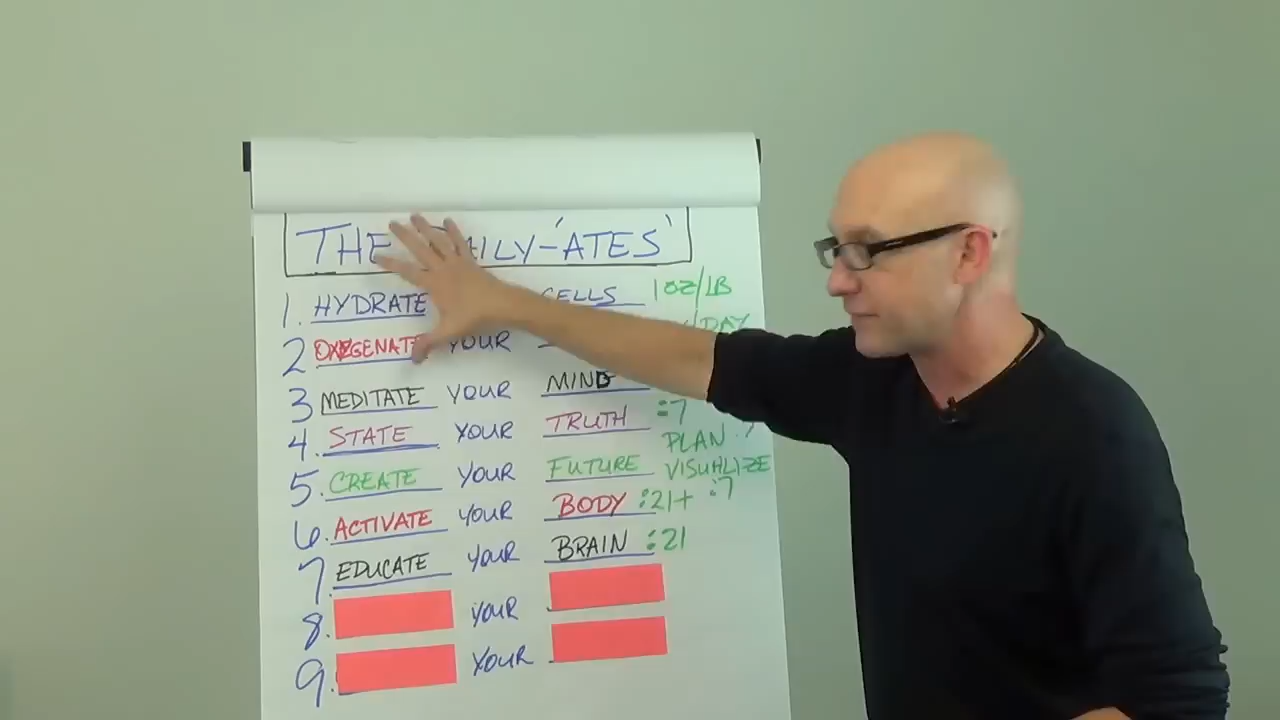 THE DAILY-'ATES'
1. HYDRATE CELLS 1 OZ/LB
2 OXYGENATE YOUR /DAY
3 MEDITATE YOUR MIND :7
4. STATE YOUR TRUTH PLAN
5. CREATE YOUR FUTURE VISUALIZE :7
6. ACTIVATE YOUR BODY :21+
7. EDUCATE YOUR BRAIN :21
8. YOUR
9. YOUR